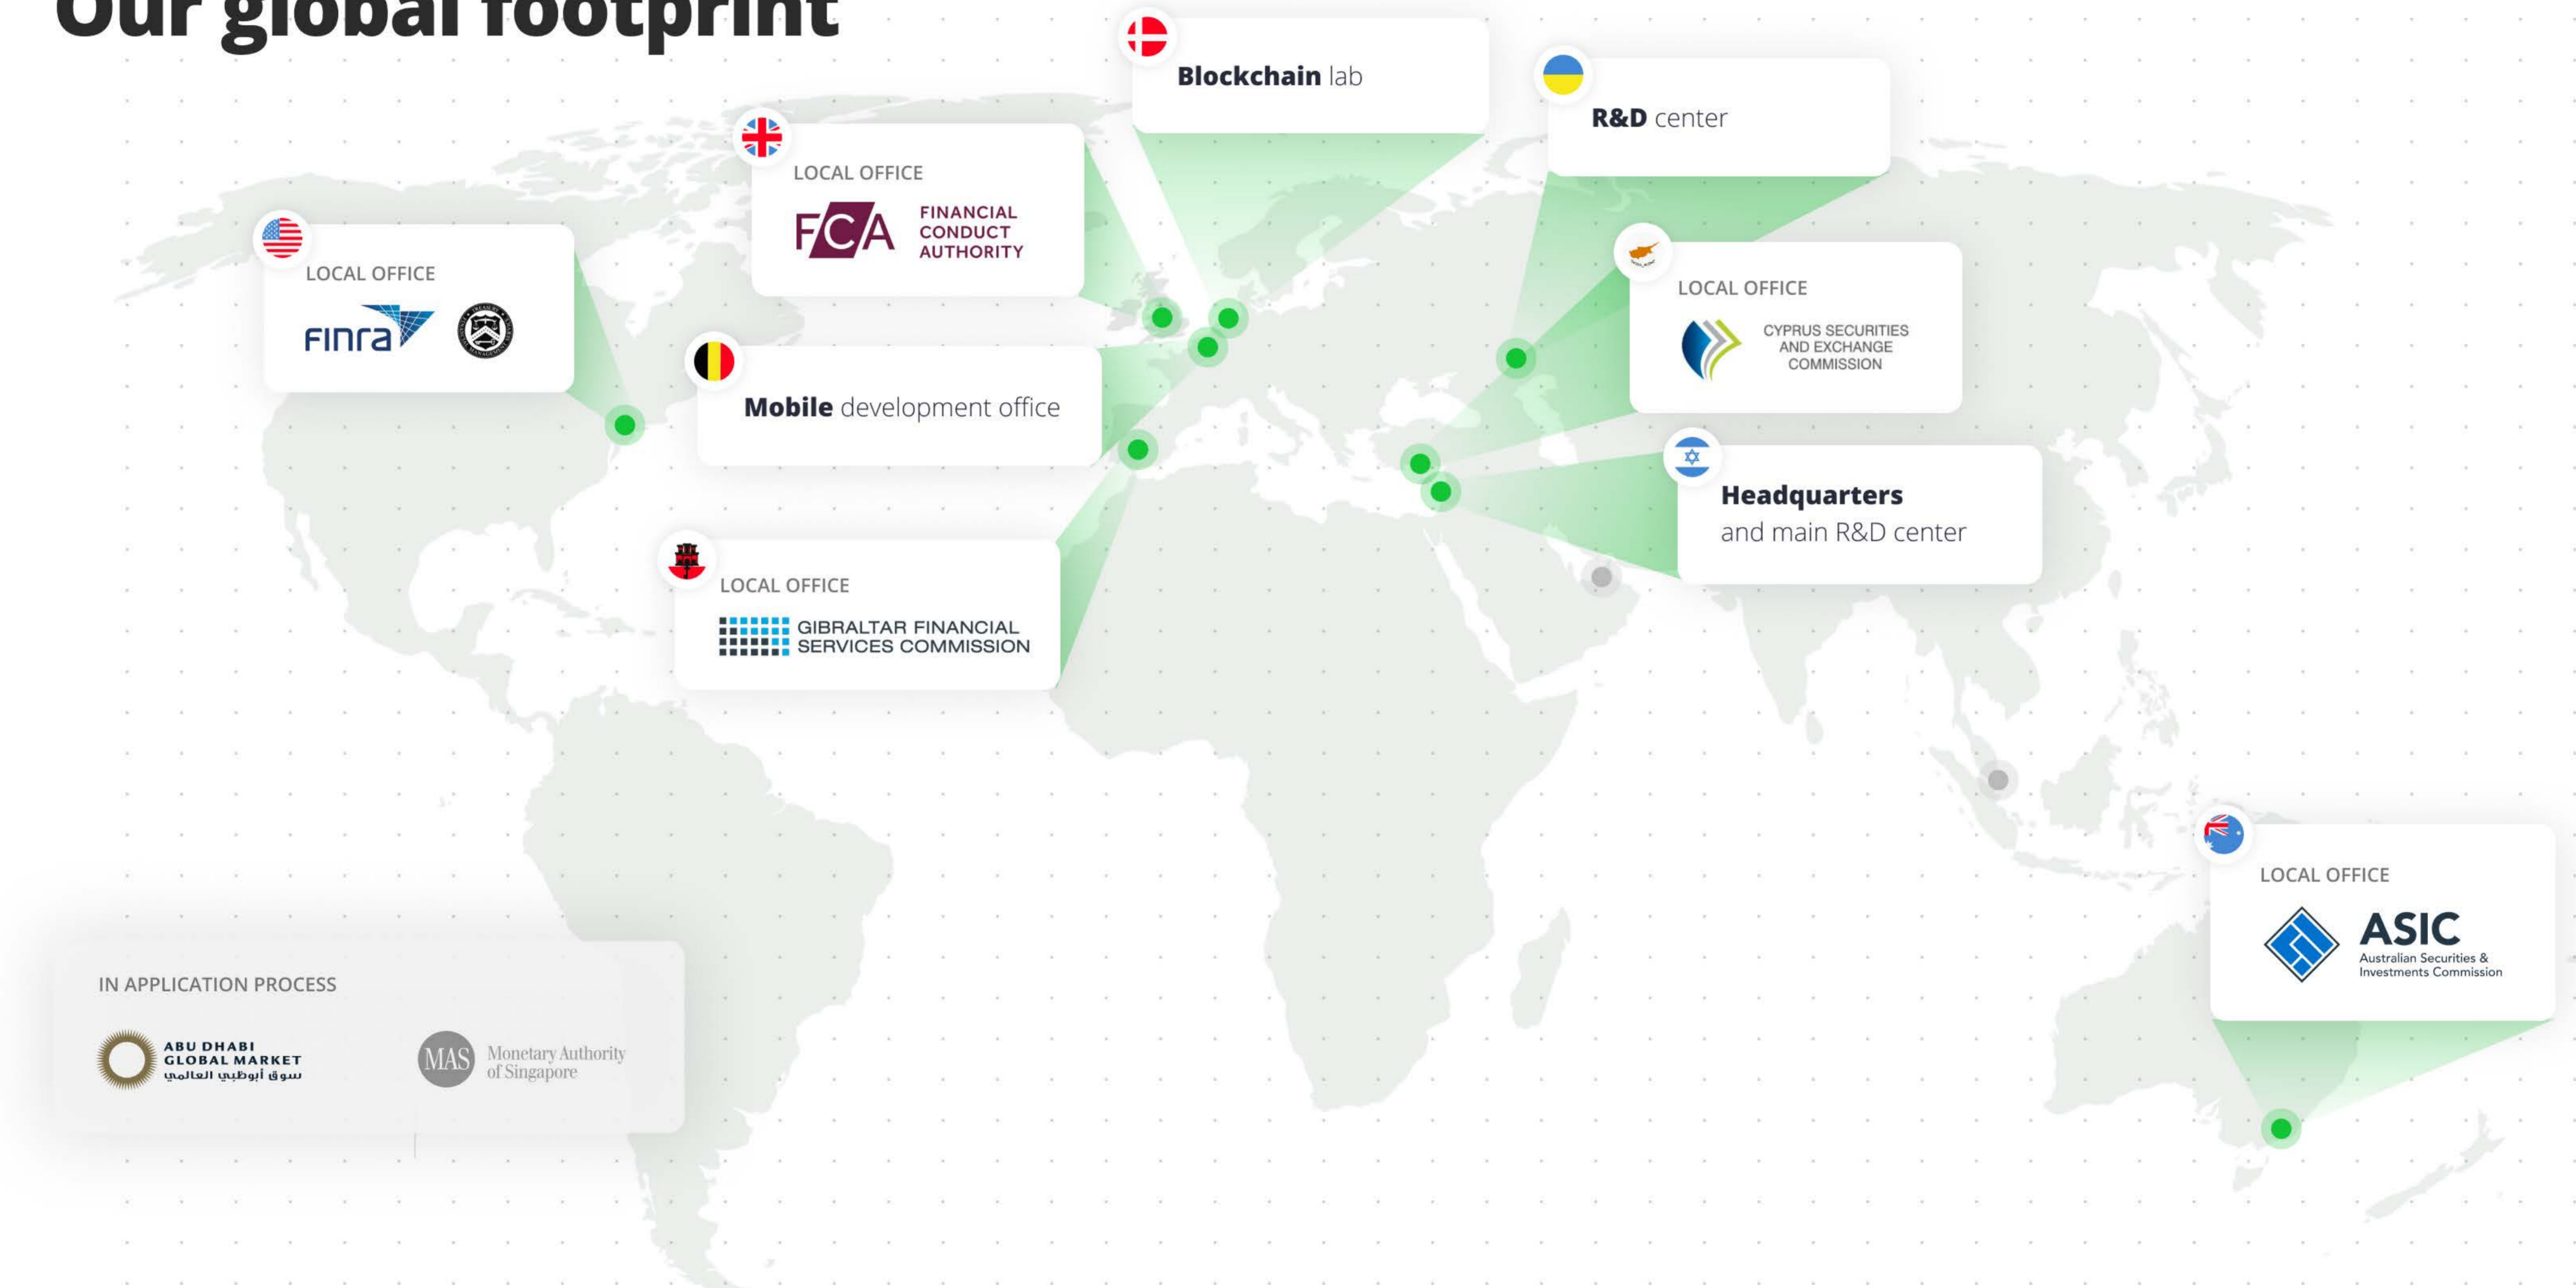 Our global footprint
Blockchain lab
R&D center
LOCAL OFFICE
FCA
FINANCIAL
CONDUCT
AUTHORITY
LOCAL OFFICE
FINra
LOCAL OFFICE
CYPRUS SECURITIES
AND EXCHANGE
COMMISSION
Mobile development office
Headquarters
and main R&D center
LOCAL OFFICE
GIBRALTAR FINANCIAL
SERVICES COMMISSION
LOCAL OFFICE
ASIC
Australian Securities &
Investments Commission
IN APPLICATION PROCESS
ABU DHABI
GLOBAL MARKET
سوق أبوظبي العالمي
MAS
Monetary Authority
of Singapore